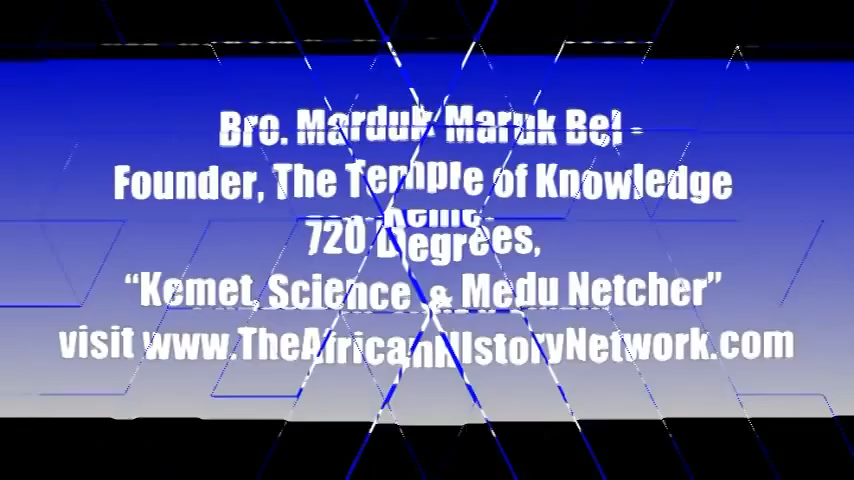 Bro. Marduk Maruk Bel -
Founder, The Temple of Knowledge
720 Degrees,
“Kemet, Science & Medu Netcher”
visit www.TheAfricanHIstoryNetwork.com